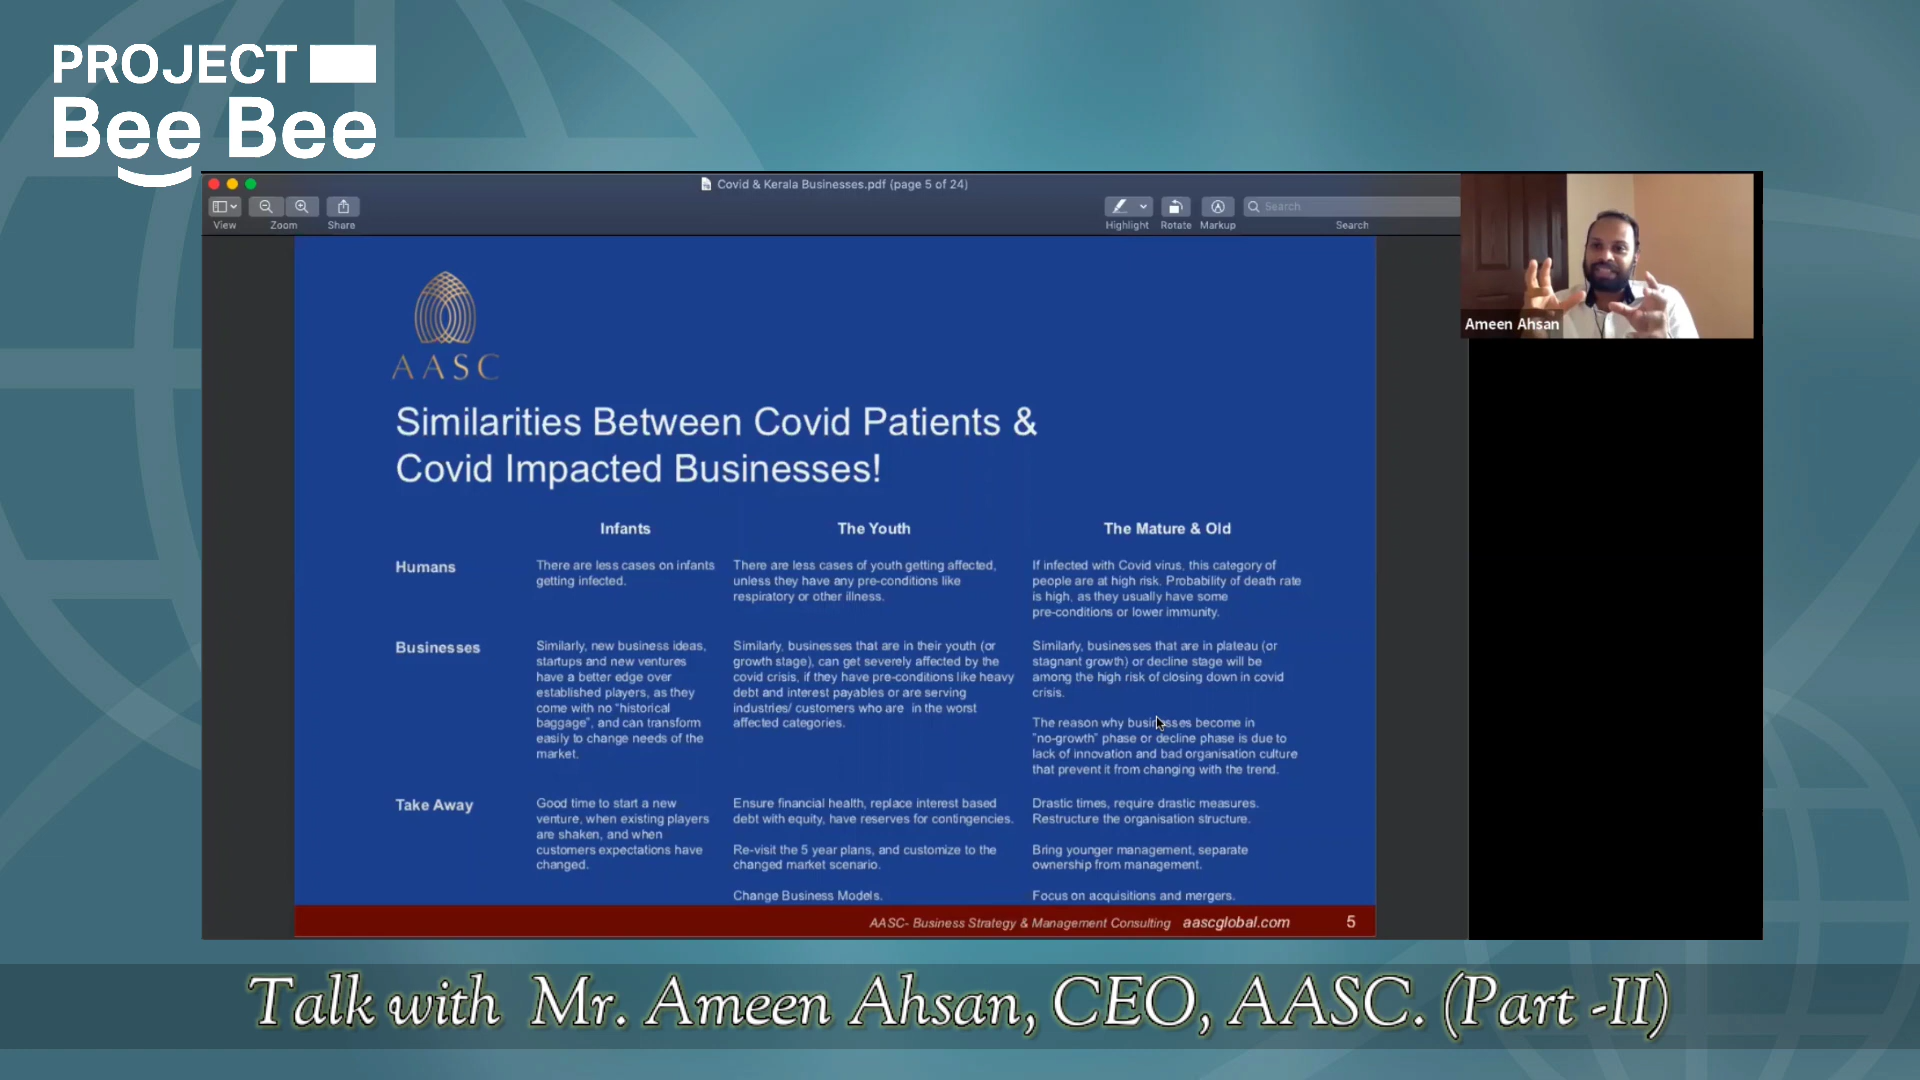 PROJECT
Bee Bee
Covid & Kerala Businesses.pdf (page 5 of 24)
View
Zoom
Share
Highlight
Rotate
Markup
Search
Search
Ameen Ahsan
AASC
Similarities Between Covid Patients &
Covid Impacted Businesses!
Infants
The Youth
The Mature & Old
Humans
There are less cases on infants
getting infected.
There are less cases of youth getting affected,
unless they have any pre-conditions like
respiratory or other illness.
If infected with Covid virus, this category of
people are at high risk. Probability of death rate
is high, as they usually have some
pre-conditions or lower immunity.
Businesses
Similarly, new business ideas,
startups and new ventures
have a better edge over
established players, as they
come with no "historical
baggage", and can transform
easily to change needs of the
market.
Similarly, businesses that are in their youth (or
growth stage), can get severely affected by the
covid crisis, if they have pre-conditions like heavy
debt and interest payables or are serving
industries/ customers who are in the worst
affected categories.
Similarly, businesses that are in plateau (or
stagnant growth) or decline stage will be
among the high risk of closing down in covid
crisis.
The reason why businesses become in
"no-growth" phase or decline phase is due to
lack of innovation and bad organisation culture
that prevent it from changing with the trend.
Take Away
Good time to start a new
venture, when existing players
are shaken, and when
customers expectations have
changed.
Ensure financial health, replace interest based
debt with equity, have reserves for contingencies.
Re-visit the 5 year plans, and customize to the
changed market scenario.
Change Business Models.
Drastic times, require drastic measures.
Restructure the organisation structure.
Bring younger management, separate
ownership from management.
Focus on acquisitions and mergers.
AASC- Business Strategy & Management Consulting aascglobal.com 5
Talk with Mr. Ameen Ahsan, CEO, AASC. (Part -II)